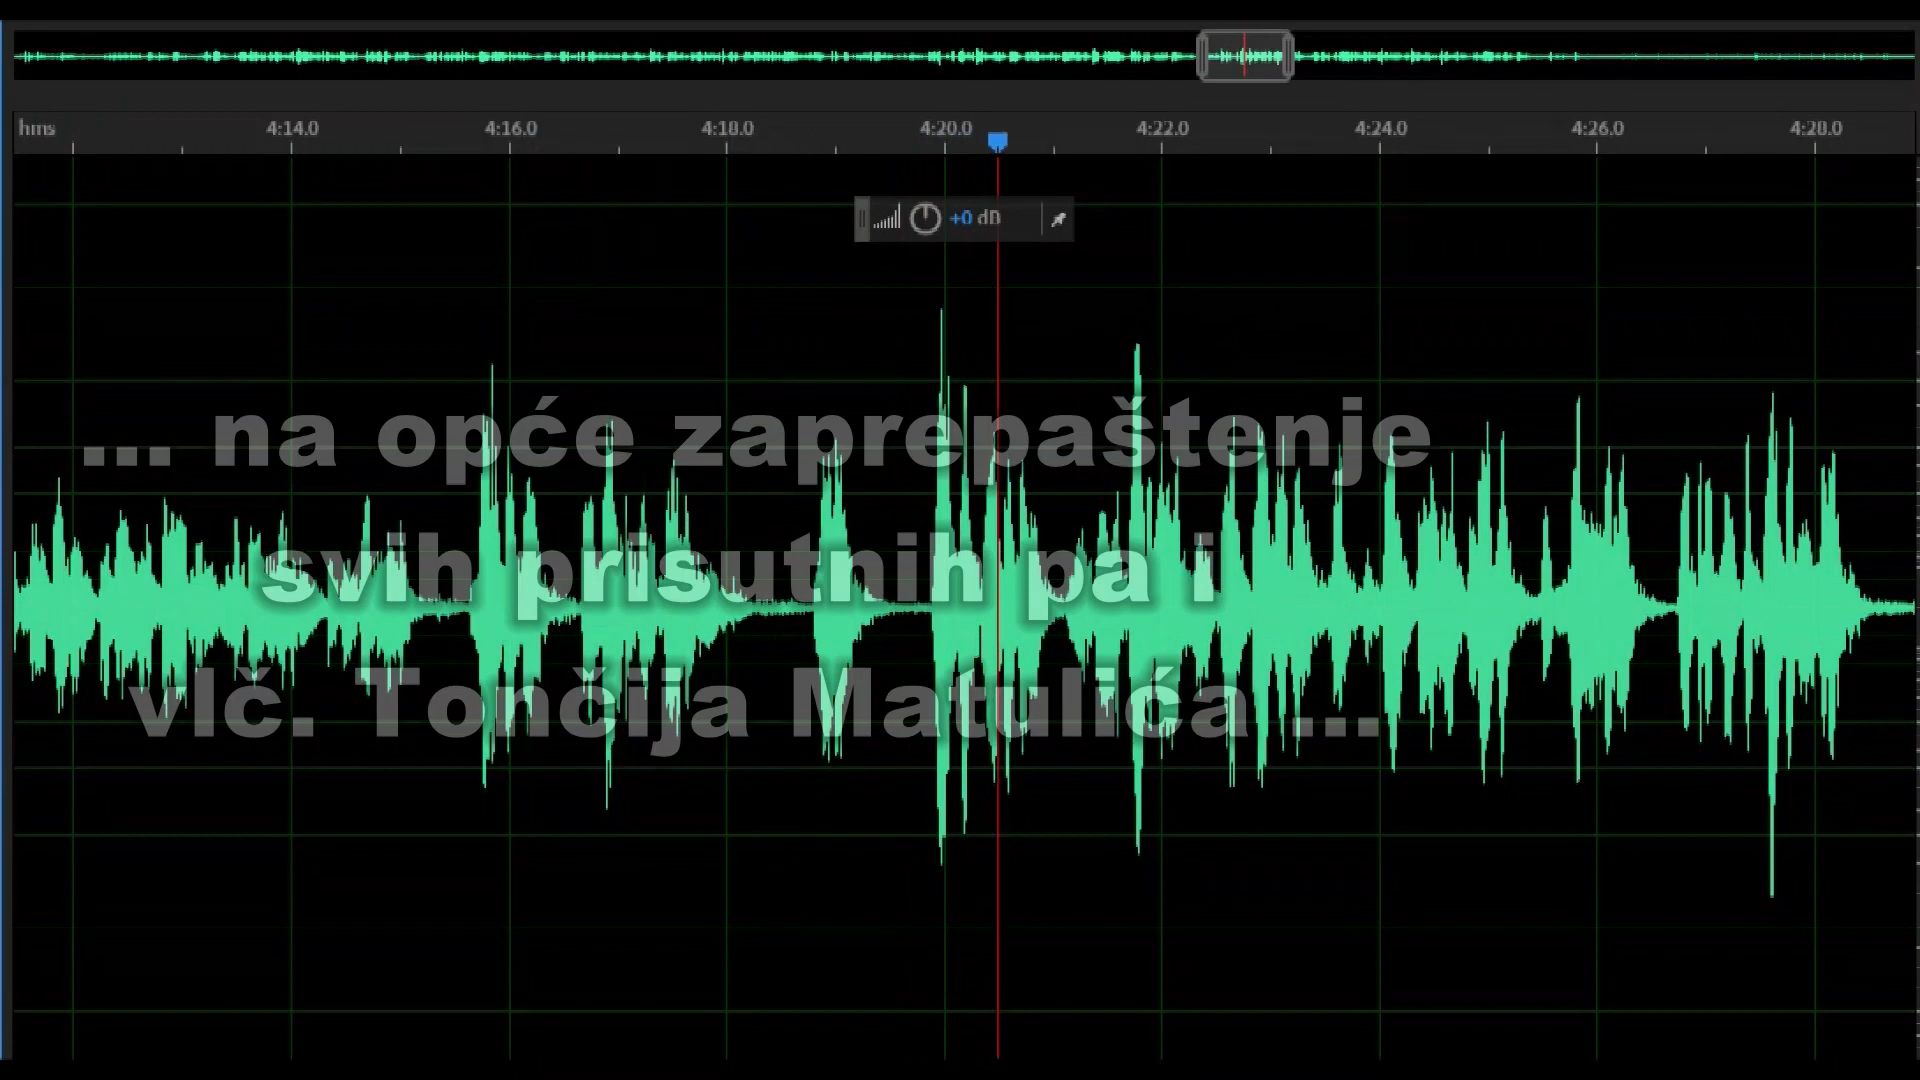 hms 4:14.0 4:16.0 4:18.0 4:20.0 4:22.0 4:24.0 4:26.0 4:28.0
+0 dB
... na opće zaprepaštenje
svih prisutnih pa i
vlč. Tončija Matulića ...